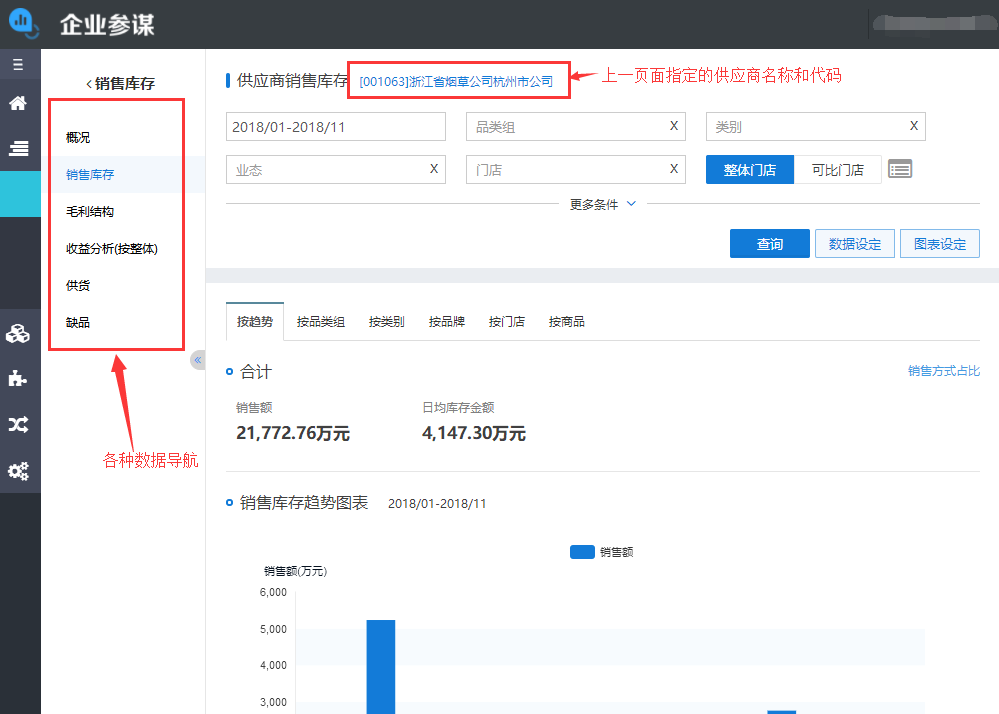 企业参谋
销售库存
概况
销售库存
毛利结构
收益分析(按整体)
供货
缺品
各种数据导航
供应商销售库存 [001063]浙江省烟草公司杭州市公司
上一页面指定的供应商名称和代码
2018/01-2018/11 品类组 X 类别 X
业态 X 门店 X 整体门店 可比门店
更多条件
查询 数据设定 图表设定
按趋势 按品类组 按类别 按品牌 按门店 按商品
合计 销售方式占比
销售额 日均库存金额
21,772.76万元 4,147.30万元
销售库存趋势图表 2018/01-2018/11
销售额
销售额(万元)
6,000
5,000
4,000
3,000